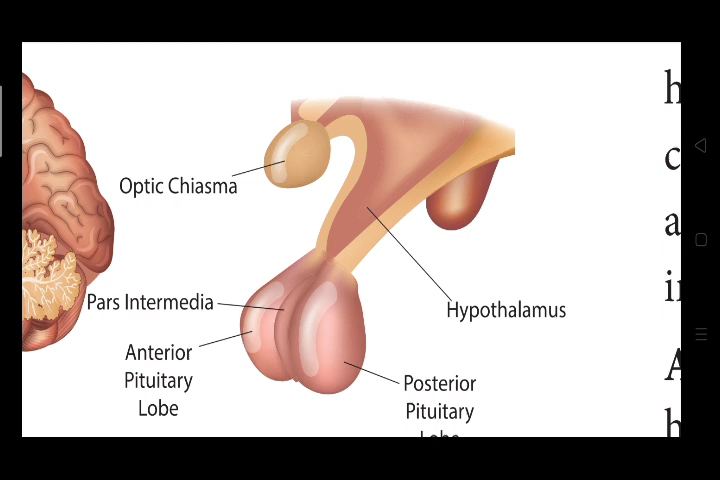 Optic Chiasma
Pars Intermedia
Hypothalamus
Anterior
Pituitary
Lobe
Posterior
Pituitary